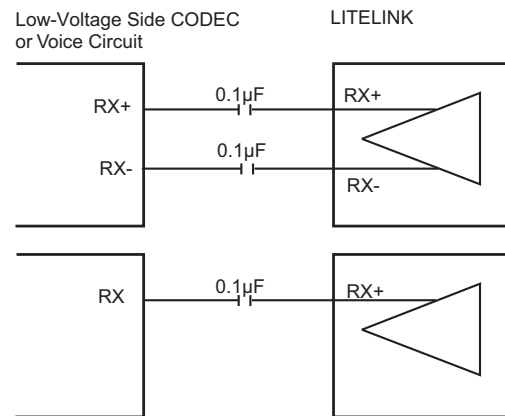 Low-Voltage Side CODEC
or Voice Circuit
LITELINK
RX+
0.1µF
RX+
RX-
0.1µF
RX-
RX
0.1µF
RX+